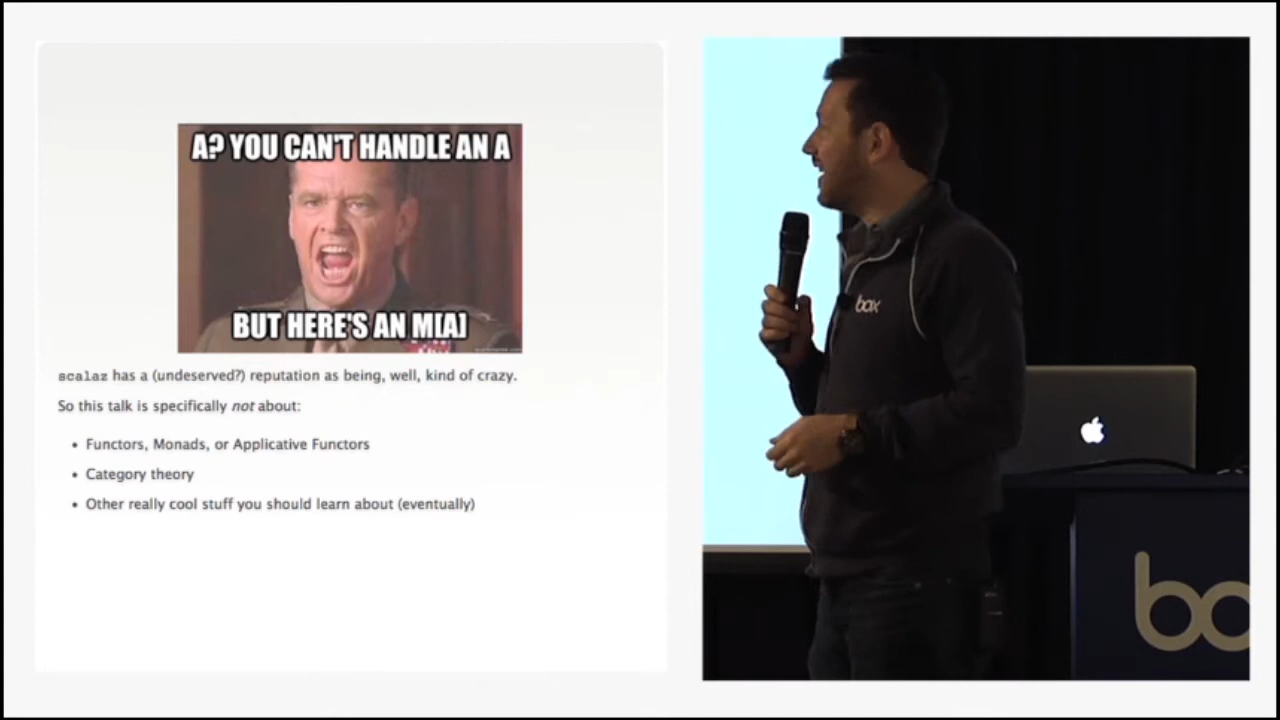 A? YOU CAN'T HANDLE AN A
BUT HERE'S AN M[A]
scalaz has a (undeserved?) reputation as being, well, kind of crazy.
So this talk is specifically not about:
• Functors, Monads, or Applicative Functors
• Category theory
• Other really cool stuff you should learn about (eventually)
box
bo